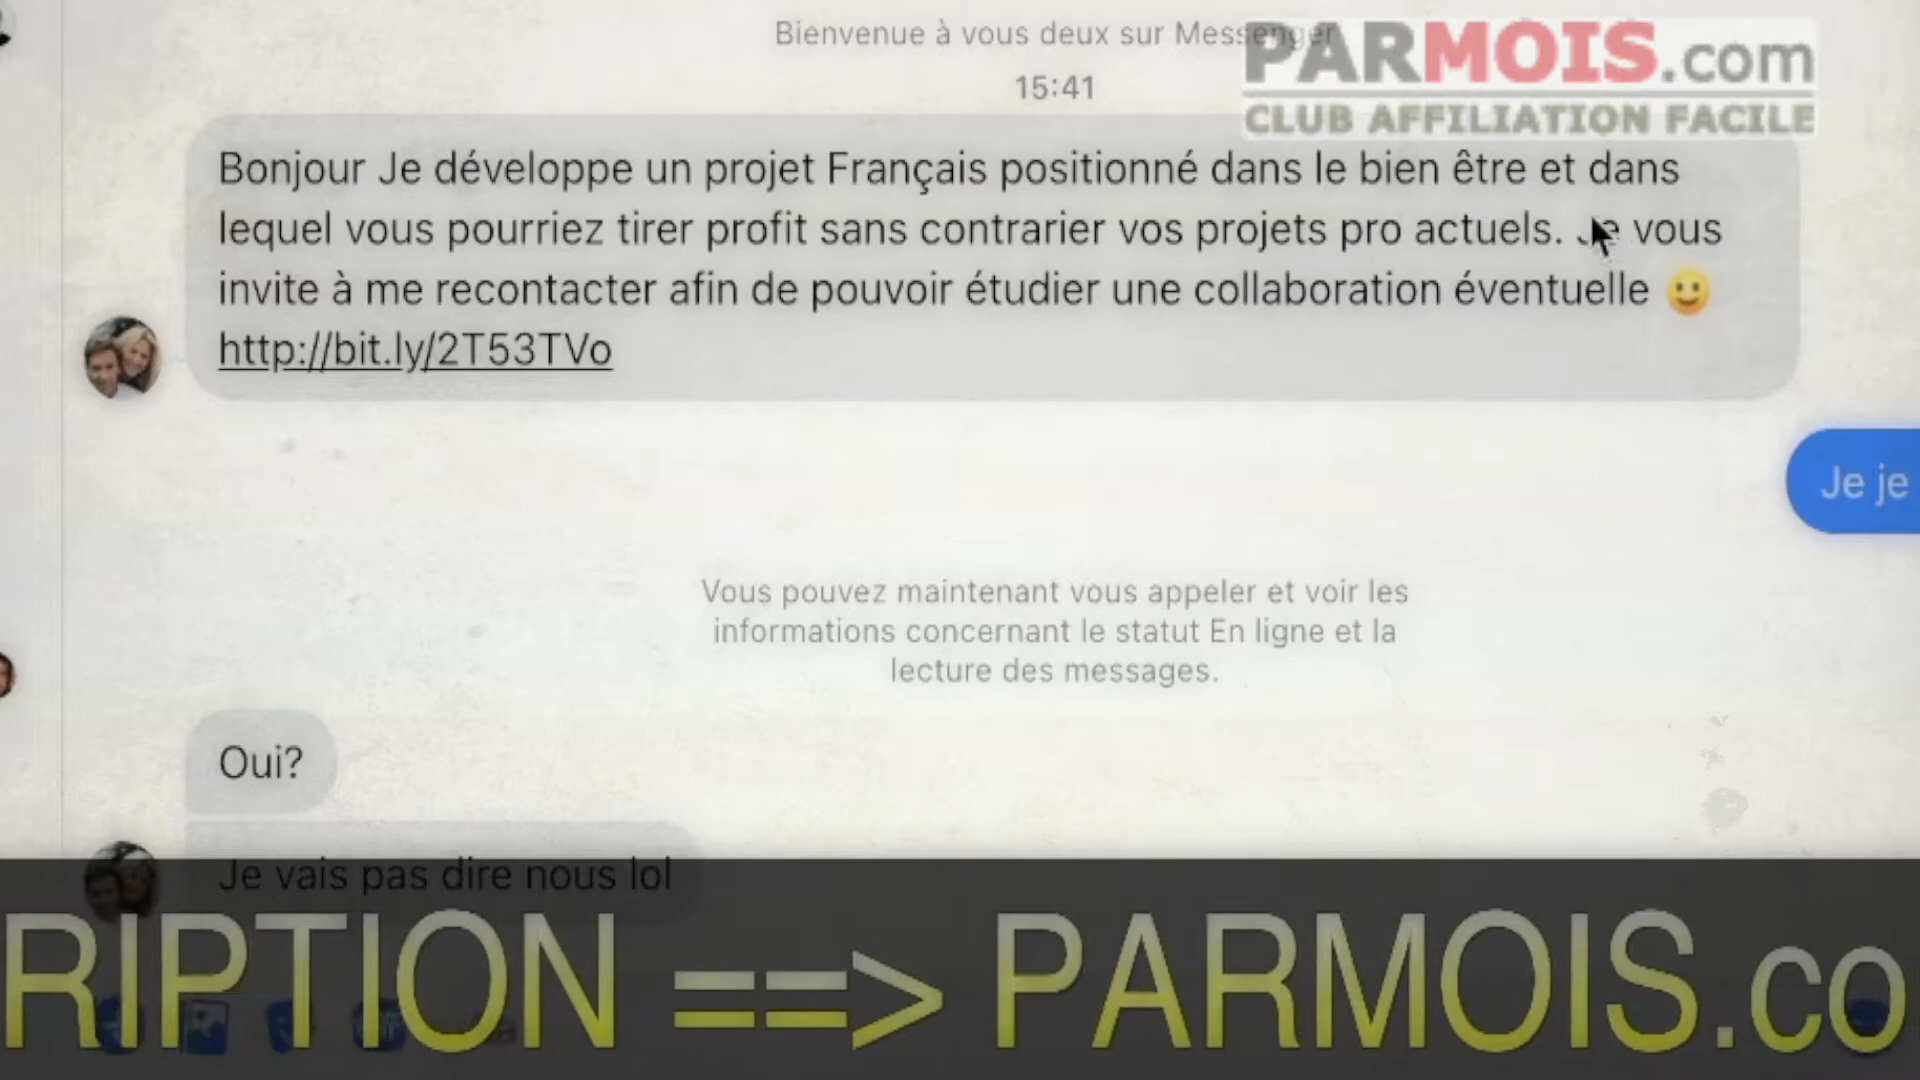 Bienvenue à vous deux sur Messenger
PARMOIS.com
15:41
CLUB AFFILIATION FACILE
Bonjour Je développe un projet Français positionné dans le bien être et dans
lequel vous pourriez tirer profit sans contrarier vos projets pro actuels. Je vous
invite à me recontacter afin de pouvoir étudier une collaboration éventuelle 🙂
http://bit.ly/2T53TVo
Je je
Vous pouvez maintenant vous appeler et voir les
informations concernant le statut En ligne et la
lecture des messages.
Oui?
Je vais pas dire nous lol
RIPTION ==> PARMOIS.co